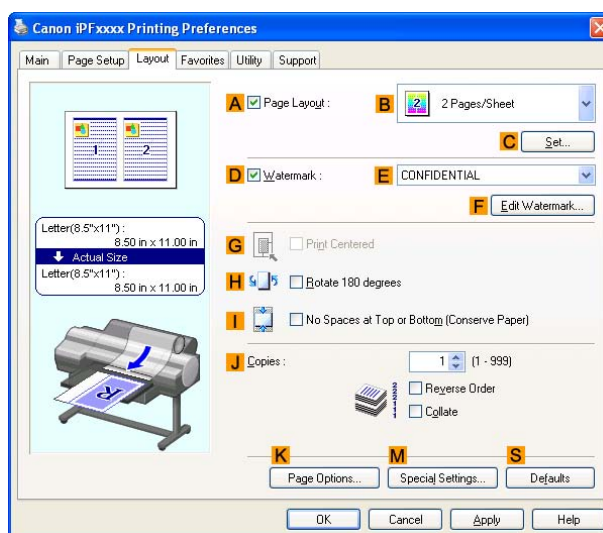 Canon iPFxxxx Printing Preferences
Main Page Setup Layout Favorites Utility Support
1 2
A Page Layout : B 2 2 Pages/Sheet
C Set...
D Watermark : E CONFIDENTIAL
F Edit Watermark...
Letter(8.5"x11") :
8.50 in x 11.00 in
Actual Size
Letter(8.5"x11") :
8.50 in x 11.00 in
G Print Centered
H Rotate 180 degrees
I No Spaces at Top or Bottom (Conserve Paper)
J Copies : 1 (1 - 999)
Reverse Order
Collate
R
K M S
Page Options... Special Settings... Defaults
OK Cancel Apply Help